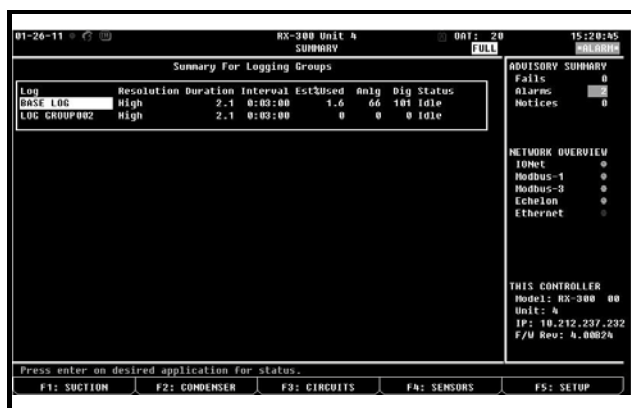 01-26-11 RX-300 Unit 4 OAT: 20 15:20:45
SUMMARY FULL *ALARM*
Summary For Logging Groups
Log Resolution Duration Interval Est%Used Anlg Dig Status
BASE LOG High 2.1 0:03:00 1.6 66 101 Idle
LOG GROUP002 High 2.1 0:03:00 0 0 0 Idle
ADVISORY SUMMARY
Fails 0
Alarms 2
Notices 0
NETWORK OVERVIEW
IONet
Modbus-1
Modbus-3
Echelon
Ethernet
THIS CONTROLLER
Model: RX-300 00
Unit: 4
IP: 10.212.237.232
F/W Rev: 4.00B24
Press enter on desired application for status.
F1: SUCTION F2: CONDENSER F3: CIRCUITS F4: SENSORS F5: SETUP